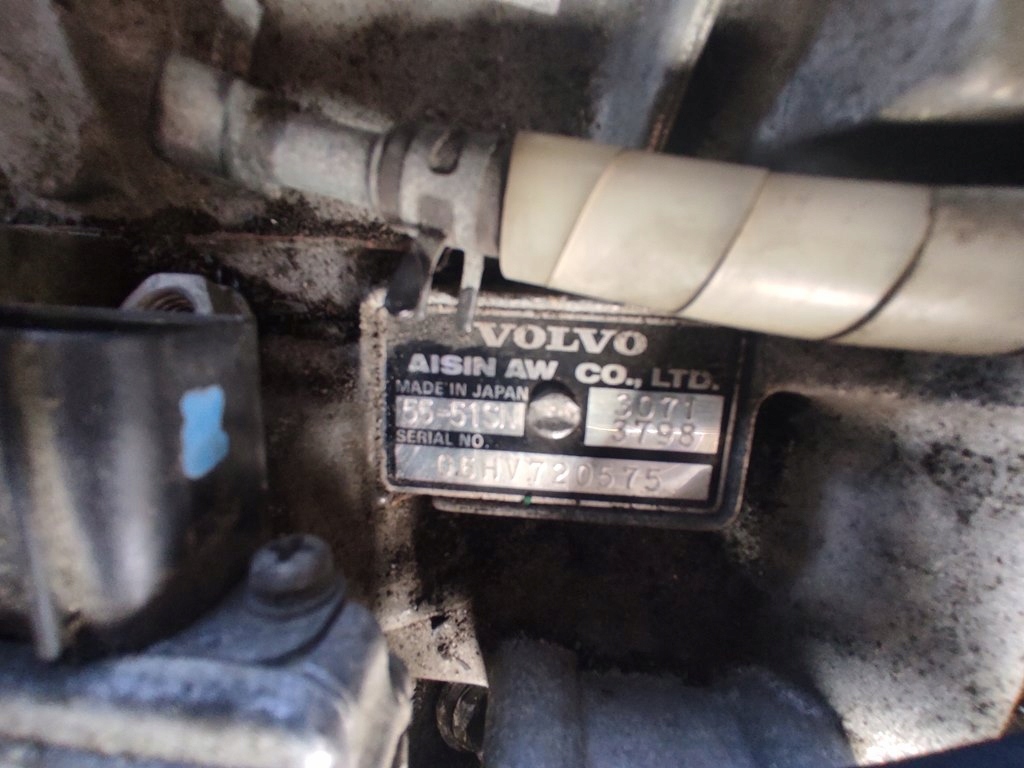 VOLVO
AISIN AW CO., LTD.
MADE IN JAPAN
55-51SN
3071
3798
SERIAL NO.
06HV720575